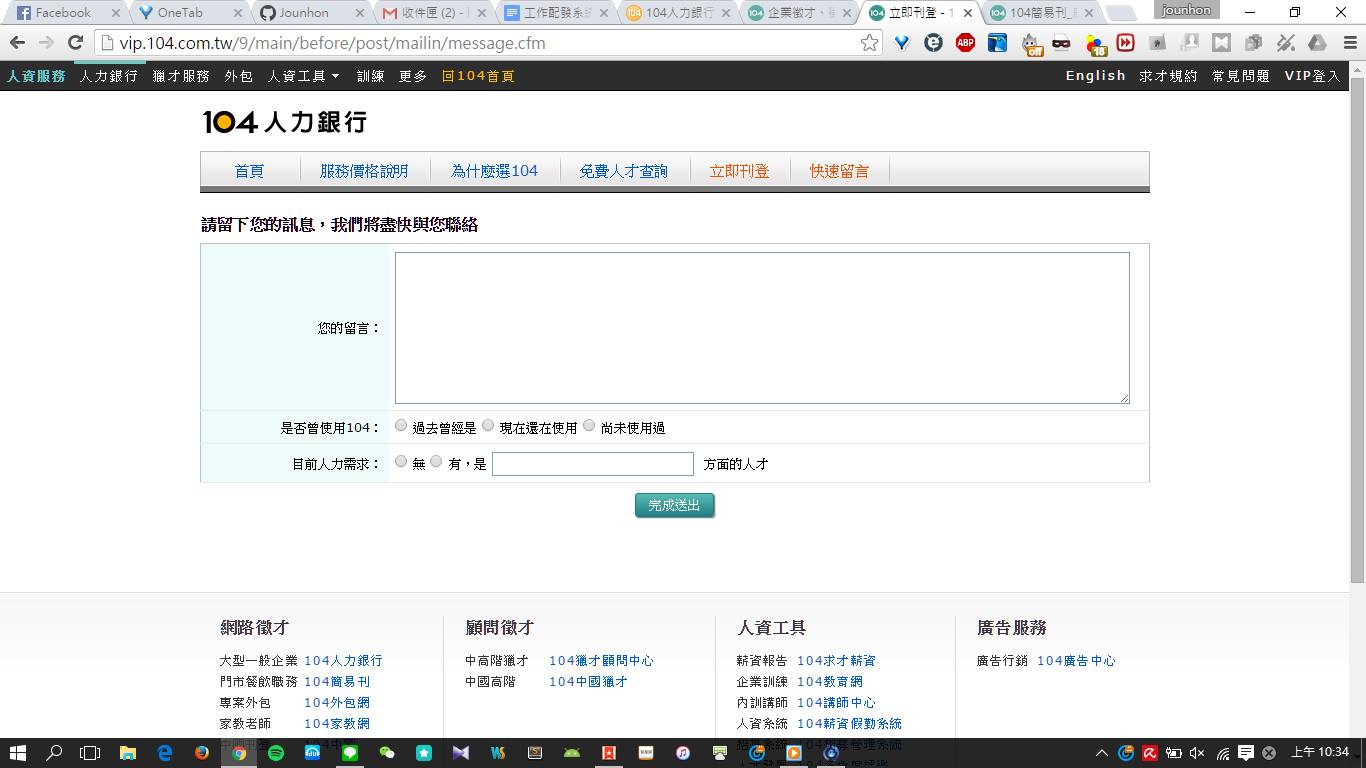 Facebook
OneTab
Jounhon
收件匣 (2) -
工作配發系統
104人力銀行
企業徵才、
立即刊登 - 1
104簡易刊_
jounhon
vip.104.com.tw/9/main/before/post/mailin/message.cfm
ABP
off
18
人資服務 人力銀行 獵才服務 外包 人資工具 訓練 更多 回104首頁
English 求才規約 常見問題 VIP登入
104人力銀行
首頁 服務價格說明 為什麼選104 免費人才查詢 立即刊登 快速留言
請留下您的訊息，我們將盡快與您聯絡
您的留言：
是否曾使用104： 過去曾經是 現在還在使用 尚未使用過
目前人力需求： 無 有，是 方面的人才
完成送出
網路徵才
大型一般企業 104人力銀行
門市餐飲職務 104簡易刊
專案外包 104外包網
家教老師 104家教網
顧問徵才
中高階獵才 104獵才顧問中心
中國高階 104中國獵才
人資工具
薪資報告 104求才薪資
企業訓練 104教育網
內訓講師 104講師中心
人資系統 104薪資假勤系統
廣告服務
廣告行銷 104廣告中心
上午 10:34